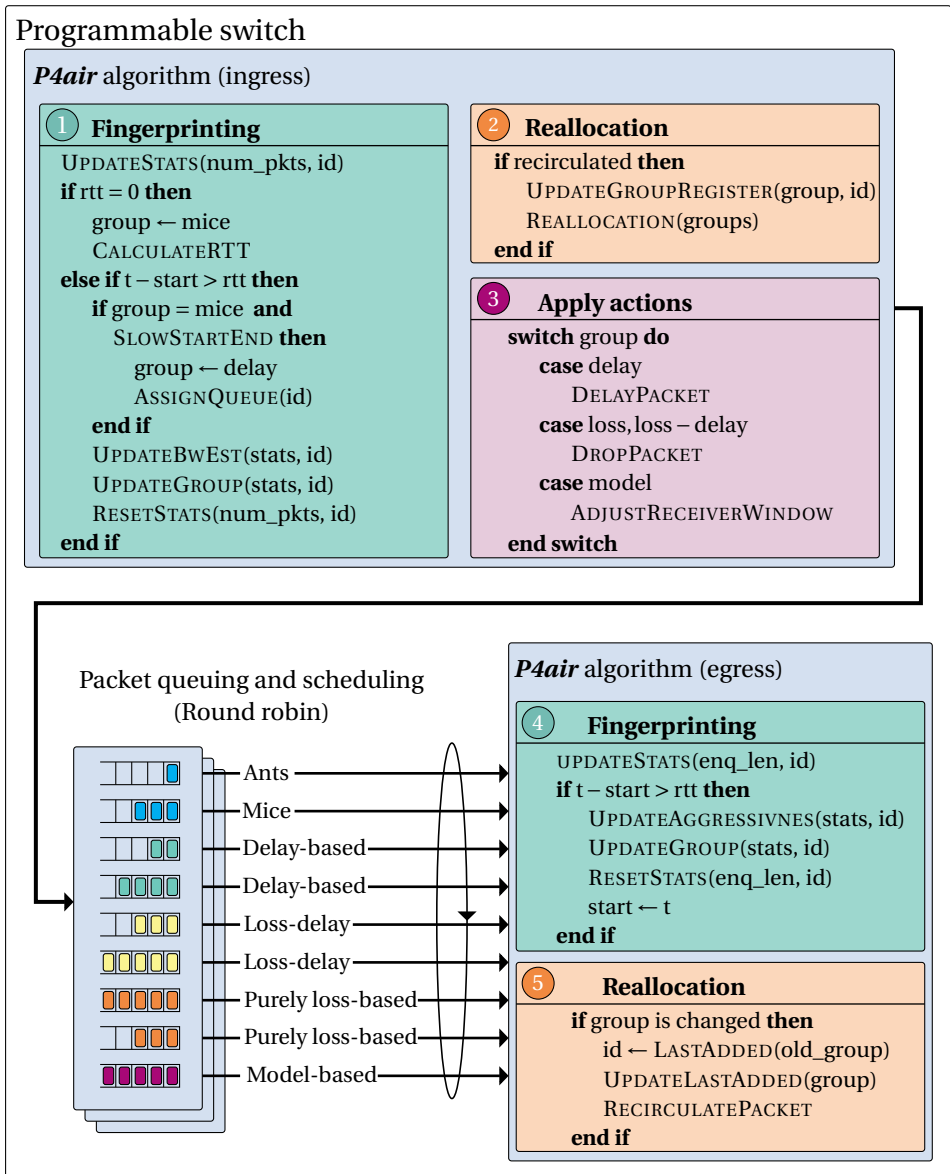 Programmable switch
P4air algorithm (ingress)
1 Fingerprinting
UPDATESTATS(num_pkts, id)
if rtt = 0 then
group ← mice
CALCULATERTT
else if t − start > rtt then
if group = mice and
SLOWSTARTEND then
group ← delay
ASSIGNQUEUE(id)
end if
UPDATEBWEST(stats, id)
UPDATEGROUP(stats, id)
RESETSTATS(num_pkts, id)
end if
2 Reallocation
if recirculated then
UPDATEGROUPREGISTER(group, id)
REALLOCATION(groups)
end if
3 Apply actions
switch group do
case delay
DELAYPACKET
case loss, loss − delay
DROPPACKET
case model
ADJUSTRECEIVERWINDOW
end switch
Packet queuing and scheduling
(Round robin)
Ants
Mice
Delay-based
Delay-based
Loss-delay
Loss-delay
Purely loss-based
Purely loss-based
Model-based
P4air algorithm (egress)
4 Fingerprinting
UPDATESTATS(enq_len, id)
if t − start > rtt then
UPDATEAGGRESSIVNES(stats, id)
UPDATEGROUP(stats, id)
RESETSTATS(enq_len, id)
start ← t
end if
5 Reallocation
if group is changed then
id ← LASTADDED(old_group)
UPDATELASTADDED(group)
RECIRCULATEPACKET
end if